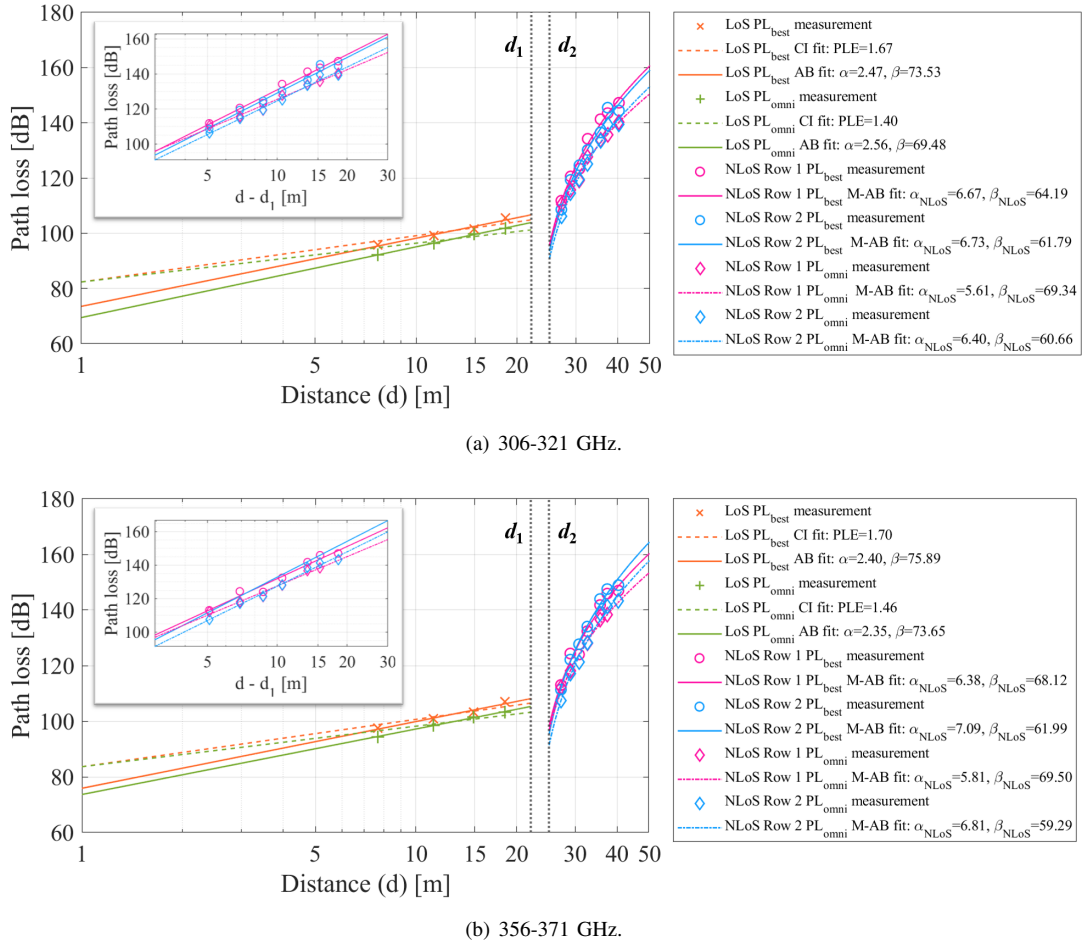 180
160
140
120
100
80
60
Path loss [dB]
160
140
120
100
Path loss [dB]
5
10
15
20
30
d - d1 [m]
d1
d2
1
5
10
15
20
30
40
50
Distance (d) [m]
LoS PLbest measurement
LoS PLbest CI fit: PLE=1.67
LoS PLbest AB fit: α=2.47, β=73.53
LoS PLomni measurement
LoS PLomni CI fit: PLE=1.40
LoS PLomni AB fit: α=2.56, β=69.48
NLoS Row 1 PLbest measurement
NLoS Row 1 PLbest M-AB fit: αNLoS=6.67, βNLoS=64.19
NLoS Row 2 PLbest measurement
NLoS Row 2 PLbest M-AB fit: αNLoS=6.73, βNLoS=61.79
NLoS Row 1 PLomni measurement
NLoS Row 1 PLomni M-AB fit: αNLoS=5.61, βNLoS=69.34
NLoS Row 2 PLomni measurement
NLoS Row 2 PLomni M-AB fit: αNLoS=6.40, βNLoS=60.66
(a) 306-321 GHz.
180
160
140
120
100
80
60
Path loss [dB]
160
140
120
100
Path loss [dB]
5
10
15
20
30
d - d1 [m]
d1
d2
1
5
10
15
20
30
40
50
Distance (d) [m]
LoS PLbest measurement
LoS PLbest CI fit: PLE=1.70
LoS PLbest AB fit: α=2.40, β=75.89
LoS PLomni measurement
LoS PLomni CI fit: PLE=1.46
LoS PLomni AB fit: α=2.35, β=73.65
NLoS Row 1 PLbest measurement
NLoS Row 1 PLbest M-AB fit: αNLoS=6.38, βNLoS=68.12
NLoS Row 2 PLbest measurement
NLoS Row 2 PLbest M-AB fit: αNLoS=7.09, βNLoS=61.99
NLoS Row 1 PLomni measurement
NLoS Row 1 PLomni M-AB fit: αNLoS=5.81, βNLoS=69.50
NLoS Row 2 PLomni measurement
NLoS Row 2 PLomni M-AB fit: αNLoS=6.81, βNLoS=59.29
(b) 356-371 GHz.